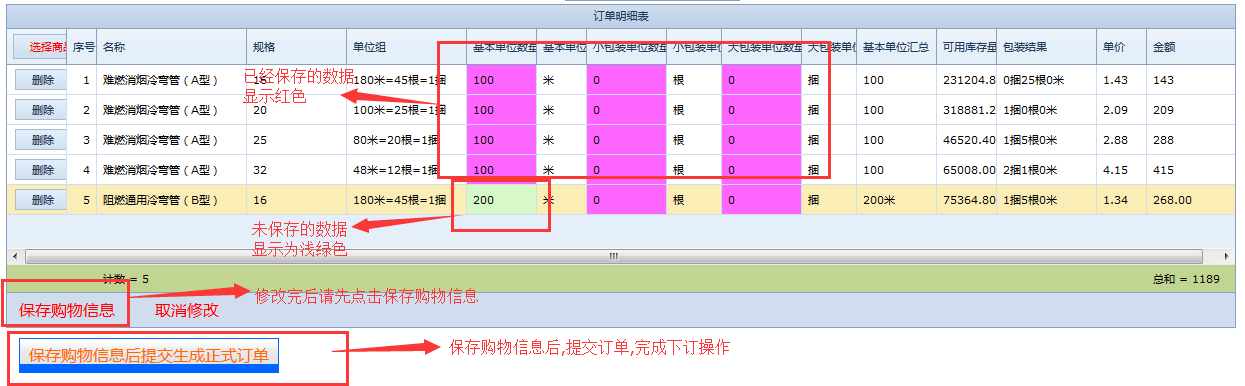 订单明细表
选择商品 序号 名称 规格 单位组 基本单位数量 基本单位 小包装单位数量 小包装单位 大包装单位数量 大包装单位 基本单位汇总 可用库存量 包装结果 单价 金额
删除 1 难燃消烟冷弯管（A型） 16 180米=45根=1捆 100 米 0 根 0 捆 100 231204.8 0捆25根0米 1.43 143
已经保存的数据
显示红色
删除 2 难燃消烟冷弯管（A型） 20 100米=25根=1捆 100 米 0 根 0 捆 100 318881.2 1捆0根0米 2.09 209
删除 3 难燃消烟冷弯管（A型） 25 80米=20根=1捆 100 米 0 根 0 捆 100 46520.40 1捆5根0米 2.88 288
删除 4 难燃消烟冷弯管（A型） 32 48米=12根=1捆 100 米 0 根 0 捆 100 65008.00 2捆1根0米 4.15 415
删除 5 阻燃通用冷弯管（B型） 16 180米=45根=1捆 200 米 0 根 0 捆 200米 75364.80 1捆5根0米 1.34 268.00
未保存的数据
显示为浅绿色
计数 = 5 总和 = 1189
保存购物信息 取消修改 修改完后请先点击保存购物信息
保存购物信息后提交生成正式订单 保存购物信息后,提交订单,完成下订操作